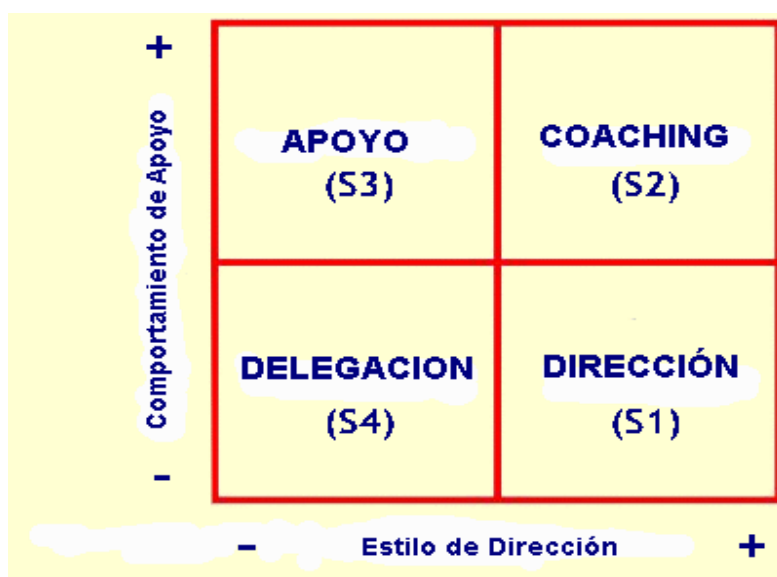 +
Comportamiento de Apoyo
-
APOYO
(S3)
COACHING
(S2)
DELEGACION
(S4)
DIRECCIÓN
(S1)
- Estilo de Dirección +